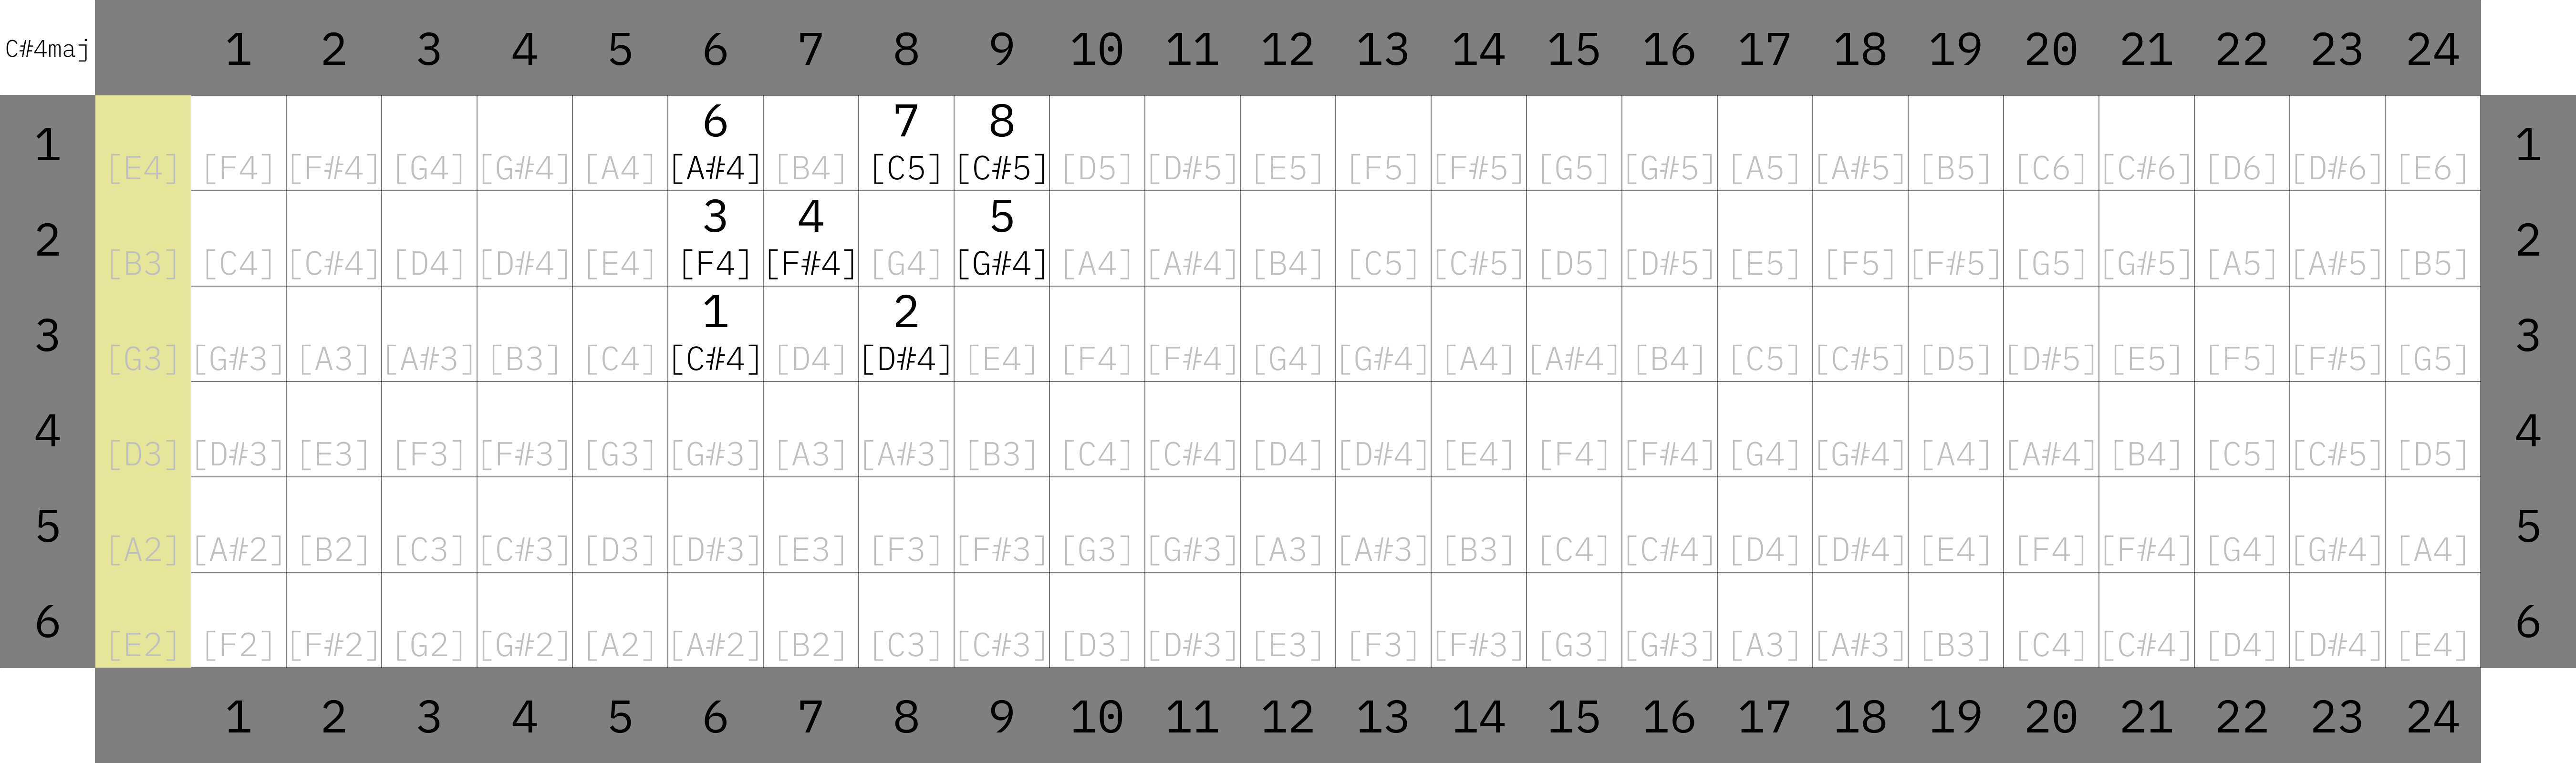 C#4maj 1 2 3 4 5 6 7 8 9 10 11 12 13 14 15 16 17 18 19 20 21 22 23 24
6 7 8
1 1
[E4] [F4] [F#4] [G4] [G#4] [A4] [A#4] [B4] [C5] [C#5] [D5] [D#5] [E5] [F5] [F#5] [G5] [G#5] [A5] [A#5] [B5] [C6] [C#6] [D6] [D#6] [E6]
3 4 5
2 2
[B3] [C4] [C#4] [D4] [D#4] [E4] [F4] [F#4] [G4] [G#4] [A4] [A#4] [B4] [C5] [C#5] [D5] [D#5] [E5] [F5] [F#5] [G5] [G#5] [A5] [A#5] [B5]
1 2
3 3
[G3] [G#3] [A3] [A#3] [B3] [C4] [C#4] [D4] [D#4] [E4] [F4] [F#4] [G4] [G#4] [A4] [A#4] [B4] [C5] [C#5] [D5] [D#5] [E5] [F5] [F#5] [G5]
4 4
[D3] [D#3] [E3] [F3] [F#3] [G3] [G#3] [A3] [A#3] [B3] [C4] [C#4] [D4] [D#4] [E4] [F4] [F#4] [G4] [G#4] [A4] [A#4] [B4] [C5] [C#5] [D5]
5 5
[A2] [A#2] [B2] [C3] [C#3] [D3] [D#3] [E3] [F3] [F#3] [G3] [G#3] [A3] [A#3] [B3] [C4] [C#4] [D4] [D#4] [E4] [F4] [F#4] [G4] [G#4] [A4]
6 6
[E2] [F2] [F#2] [G2] [G#2] [A2] [A#2] [B2] [C3] [C#3] [D3] [D#3] [E3] [F3] [F#3] [G3] [G#3] [A3] [A#3] [B3] [C4] [C#4] [D4] [D#4] [E4]
1 2 3 4 5 6 7 8 9 10 11 12 13 14 15 16 17 18 19 20 21 22 23 24